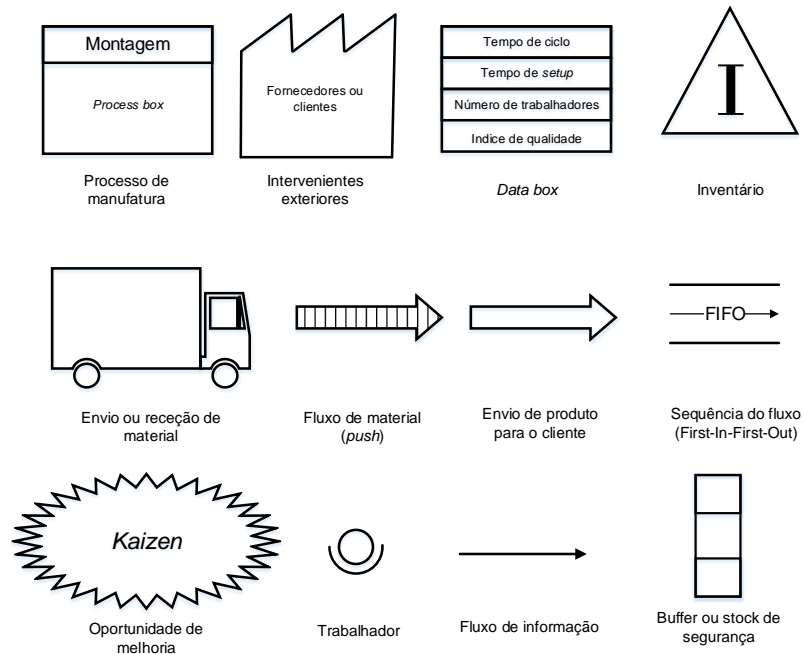 Montagem
Process box
Processo de
manufatura
Fornecedores ou
clientes
Intervenientes
exteriores
Tempo de ciclo
Tempo de setup
Número de trabalhadores
Indice de qualidade
Data box
I
Inventário
Envio ou receção de
material
Fluxo de material
(push)
Envio de produto
para o cliente
FIFO
Sequência do fluxo
(First-In-First-Out)
Kaizen
Oportunidade de
melhoria
Trabalhador
Fluxo de informação
Buffer ou stock de
segurança